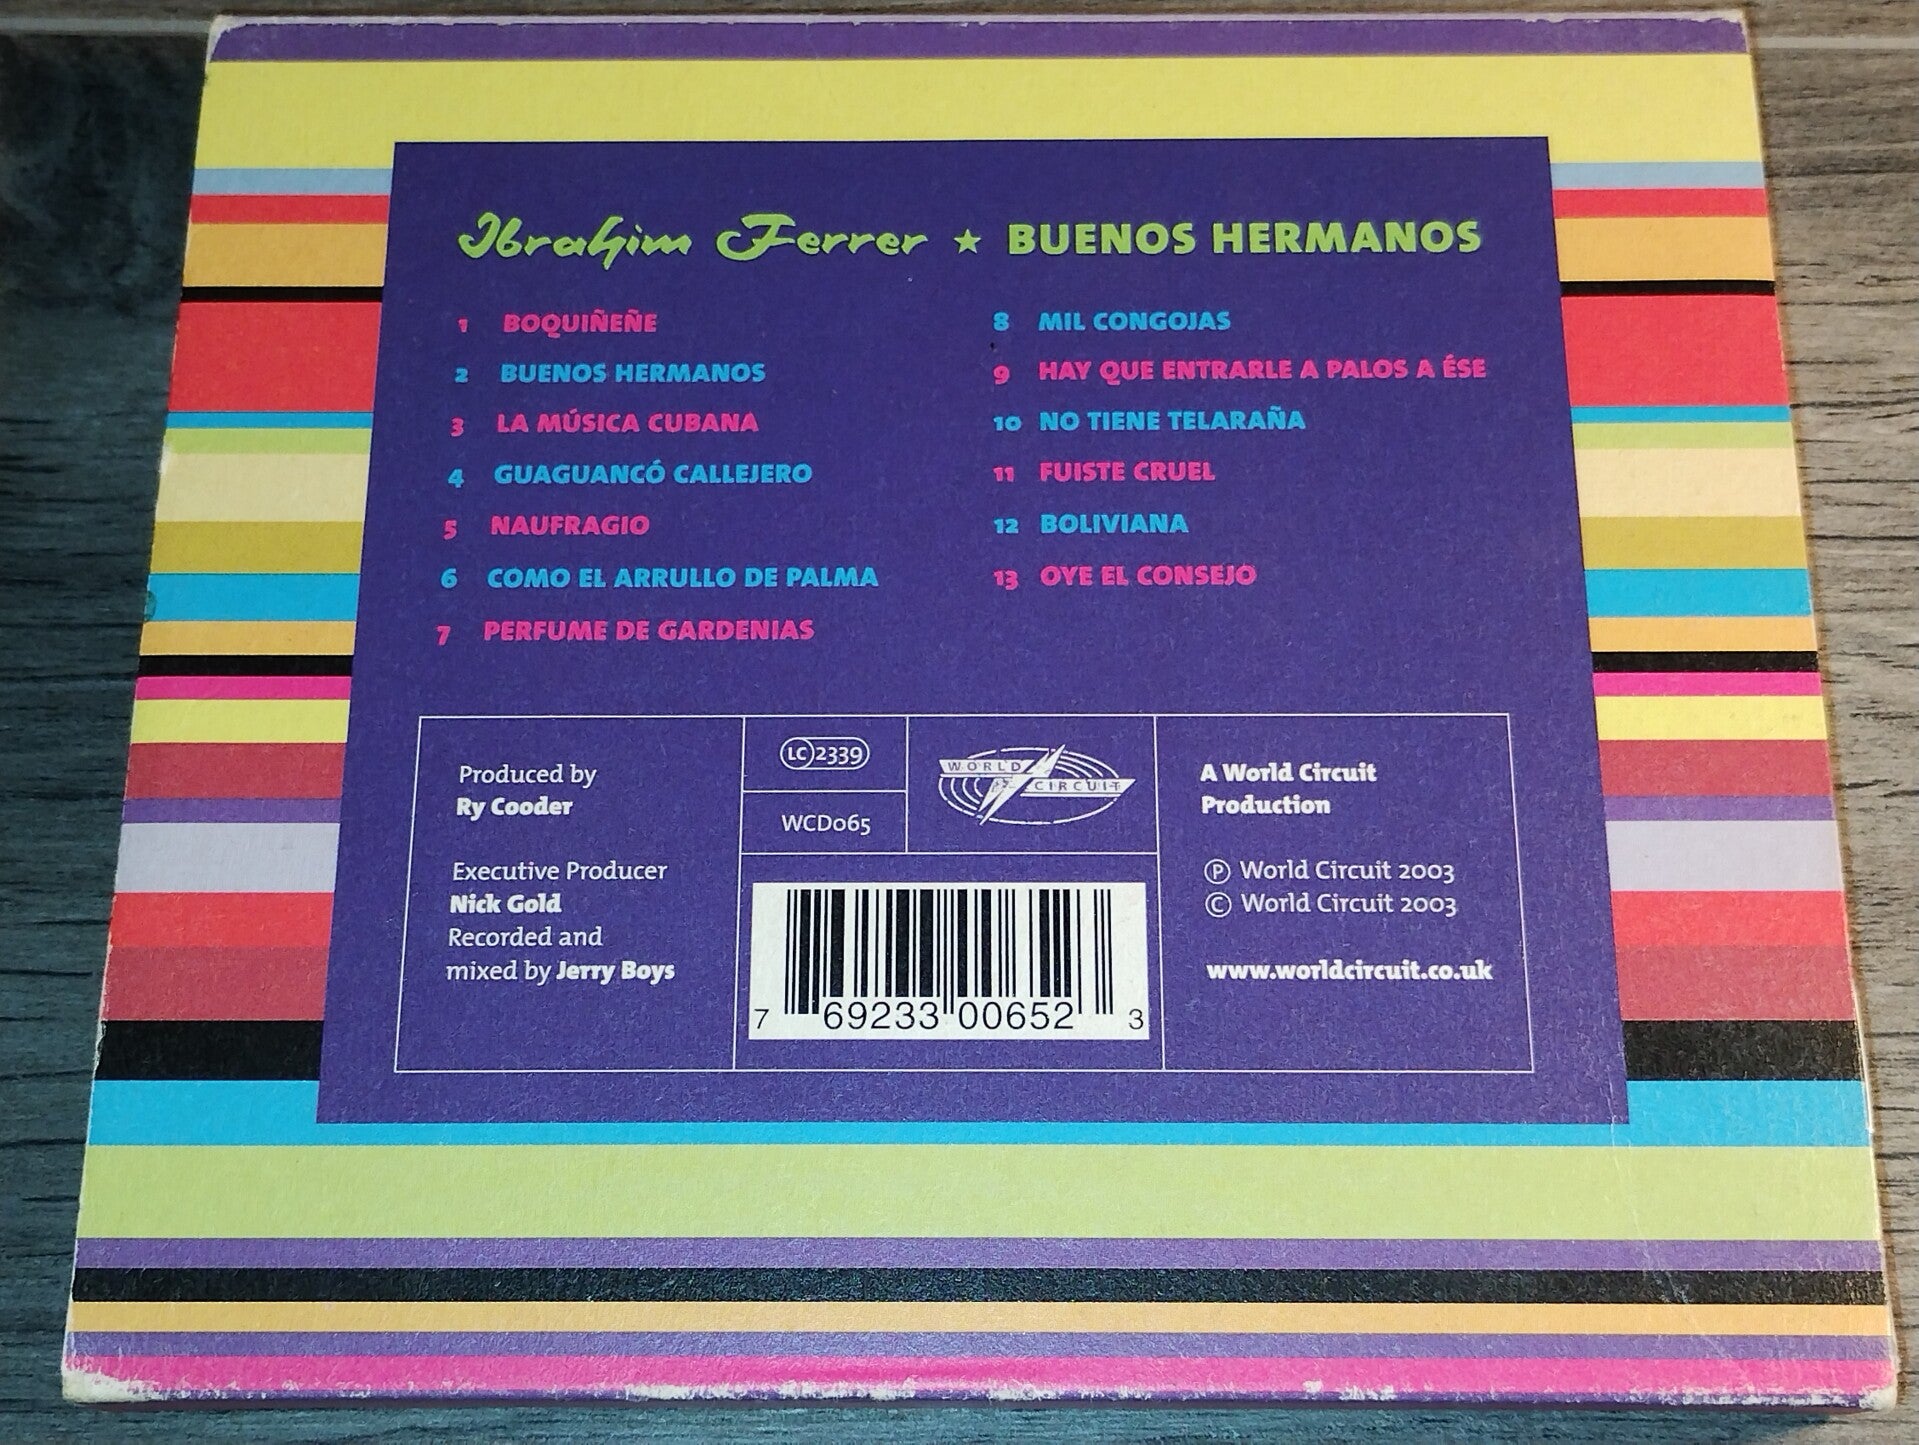 Ibrahim Ferrer ★ BUENOS HERMANOS
1 BOQUIÑEÑE
2 BUENOS HERMANOS
3 LA MÚSICA CUBANA
4 GUAGUANCÓ CALLEJERO
5 NAUFRAGIO
6 COMO EL ARRULLO DE PALMA
7 PERFUME DE GARDENIAS
8 MIL CONGOJAS
9 HAY QUE ENTRARLE A PALOS A ÉSE
10 NO TIENE TELARAÑA
11 FUISTE CRUEL
12 BOLIVIANA
13 OYE EL CONSEJO
Produced by
Ry Cooder
Executive Producer
Nick Gold
Recorded and
mixed by Jerry Boys
LC 2339
WCD065
WORLD
CIRCUIT
7 69233 00652 3
A World Circuit
Production
℗ World Circuit 2003
© World Circuit 2003
www.worldcircuit.co.uk